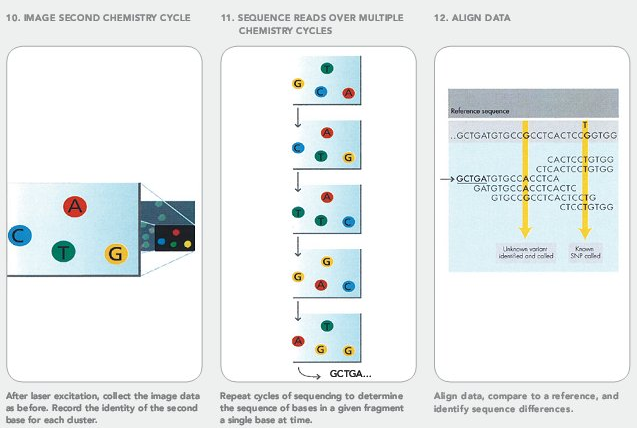 10. IMAGE SECOND CHEMISTRY CYCLE
A
C
T
G
After laser excitation, collect the image data
as before. Record the identity of the second
base for each cluster.
11. SEQUENCE READS OVER MULTIPLE
CHEMISTRY CYCLES
T
G
C
A
A
C
T
G
A
T
T
C
G
G
A
C
T
A
G
G
GCTGA...
Repeat cycles of sequencing to determine
the sequence of bases in a given fragment
a single base at time.
12. ALIGN DATA
Reference sequence
T
..GCTGATGTGCCGCCTCACTCCGGTGG
CACTCCTGTGG
CTCACTCCTGTGG
GCTGATGTGCCACCTCA
GATGTGCCACCTCACTC
GTGCCGCCTCACTCCTG
CTCCTGTGG
Unknown variant
identified and called
Known
SNP called
Align data, compare to a reference, and
identify sequence differences.